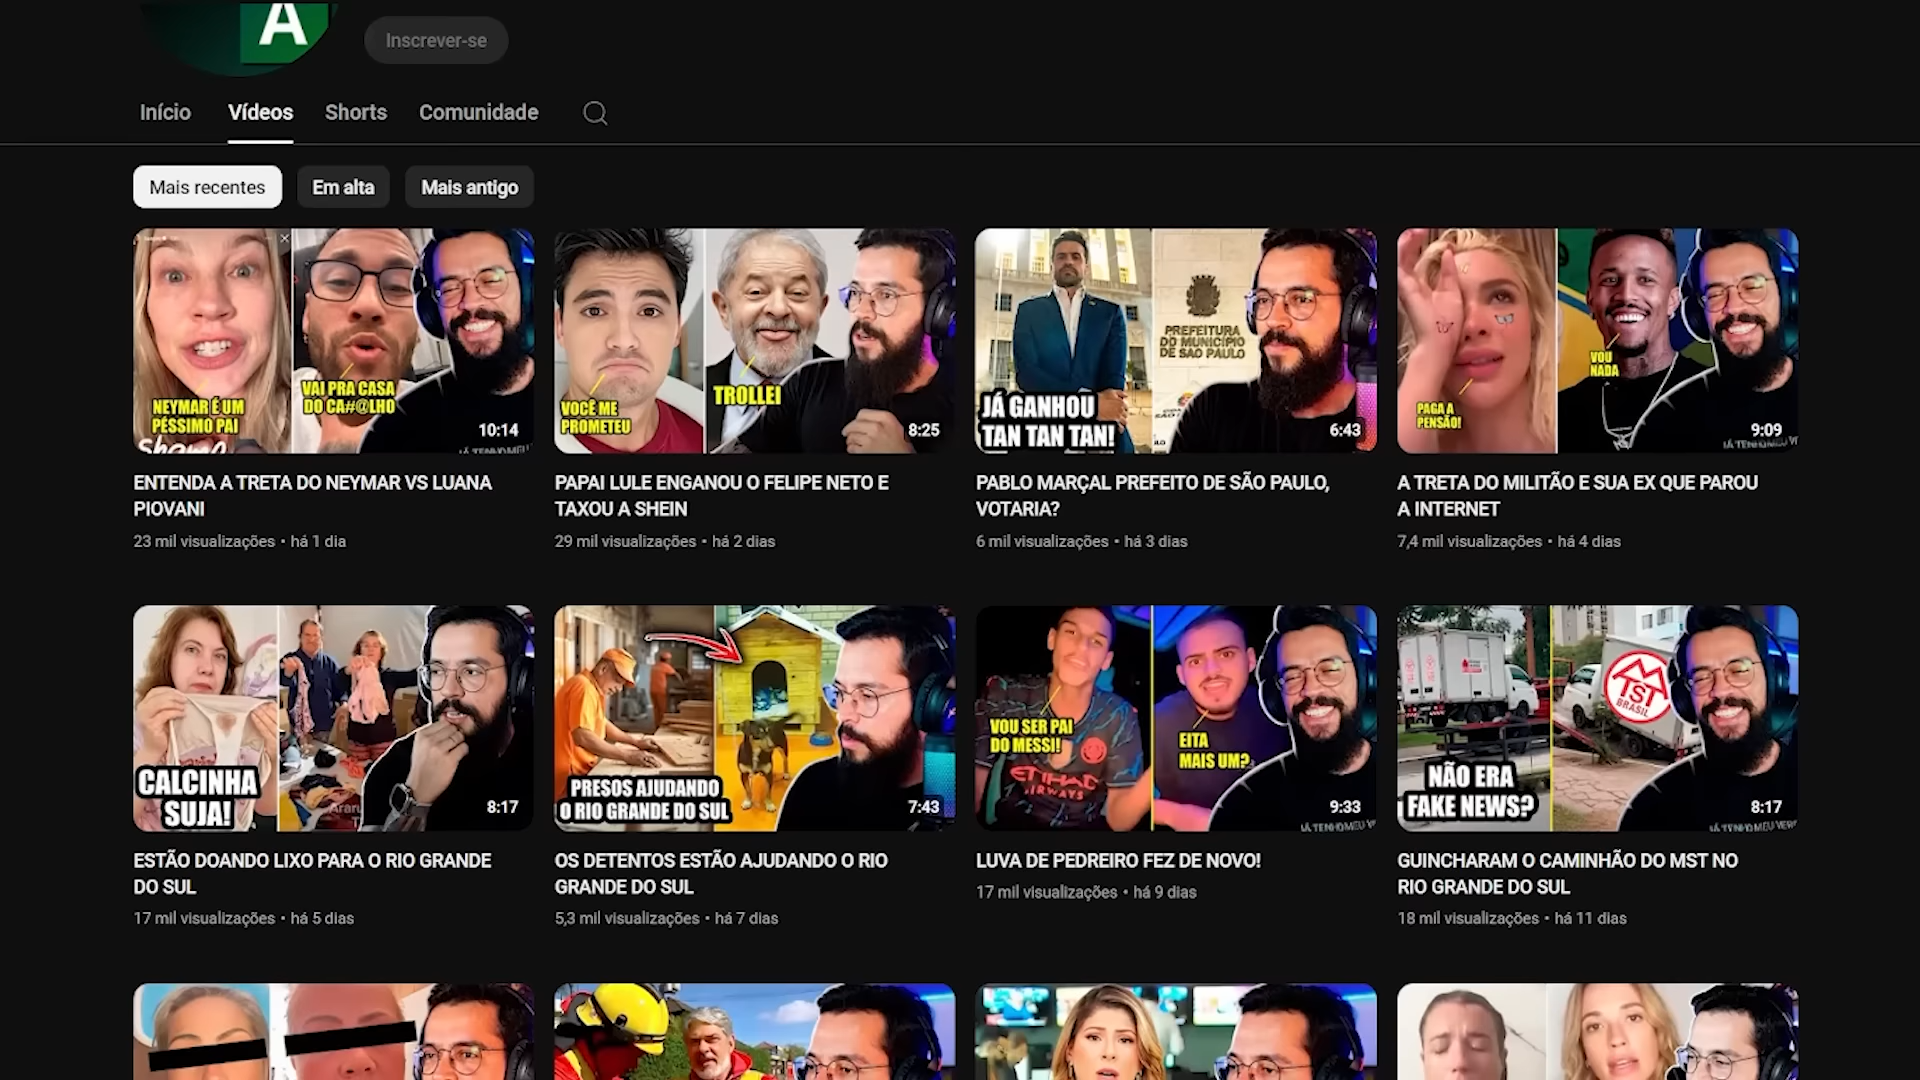 A
Inscrever-se
Início
Vídeos
Shorts
Comunidade
Mais recentes
Em alta
Mais antigo
NEYMAR É UM
PÉSSIMO PAI
VAI PRA CASA
DO CA#@LHO
10:14
VOCÊ ME
PROMETEU
TROLLEI
8:25
JÁ GANHOU
TAN TAN TAN!
PREFEITURA
DO MUNICÍPIO
DE SÃO PAULO
6:43
PAGA A
PENSÃO!
VOU
NADA
9:09
ENTENDA A TRETA DO NEYMAR VS LUANA
PIOVANI
23 mil visualizações • há 1 dia
PAPAI LULE ENGANOU O FELIPE NETO E
TAXOU A SHEIN
29 mil visualizações • há 2 dias
PABLO MARÇAL PREFEITO DE SÃO PAULO,
VOTARIA?
6 mil visualizações • há 3 dias
A TRETA DO MILITÃO E SUA EX QUE PAROU
A INTERNET
7,4 mil visualizações • há 4 dias
CALCINHA
SUJA!
8:17
PRESOS AJUDANDO
O RIO GRANDE DO SUL
7:43
VOU SER PAI
DO MESSI!
ETIHAD
AIRWAYS
EITA
MAIS UM?
9:33
NÃO ERA
FAKE NEWS?
TST
BRASIL
8:17
ESTÃO DOANDO LIXO PARA O RIO GRANDE
DO SUL
17 mil visualizações • há 5 dias
OS DETENTOS ESTÃO AJUDANDO O RIO
GRANDE DO SUL
5,3 mil visualizações • há 7 dias
LUVA DE PEDREIRO FEZ DE NOVO!
17 mil visualizações • há 9 dias
GUINCHARAM O CAMINHÃO DO MST NO
RIO GRANDE DO SUL
18 mil visualizações • há 11 dias